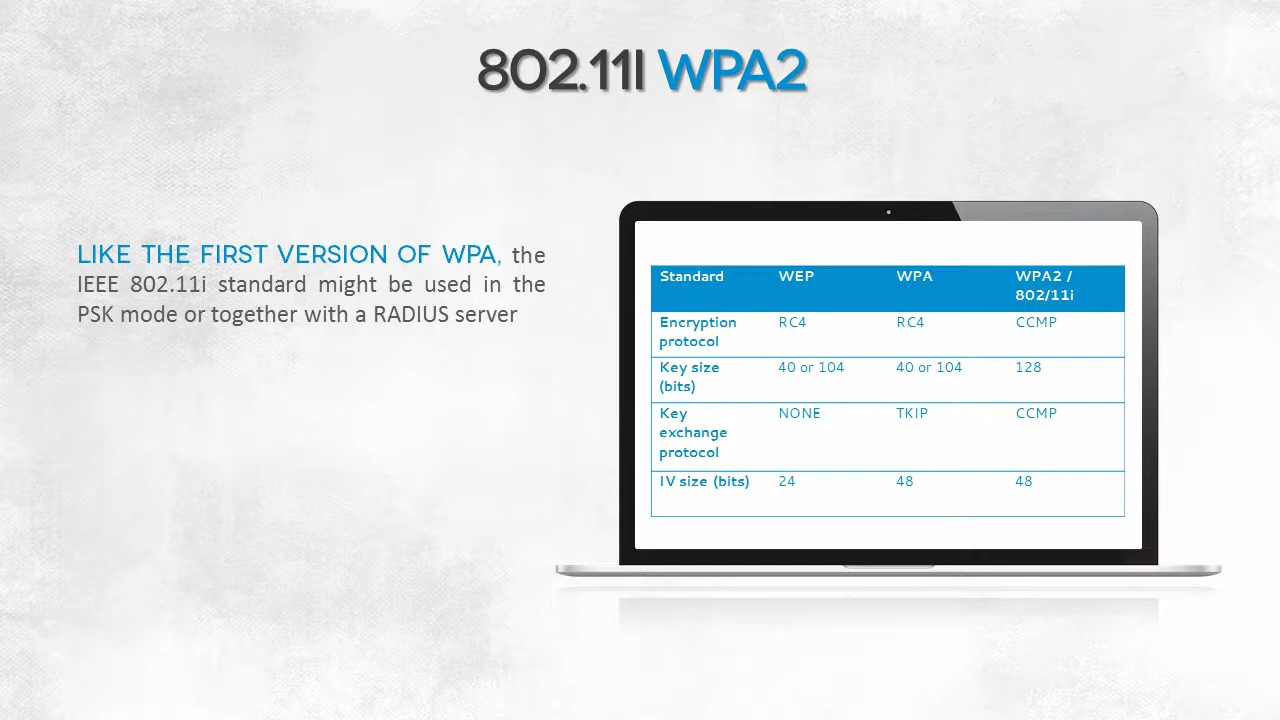 802.11I WPA2
LIKE THE FIRST VERSION OF WPA, the
IEEE 802.11i standard might be used in the
PSK mode or together with a RADIUS server
Standard WEP WPA WPA2 /
802/11i
Encryption RC4 RC4 CCMP
protocol
Key size 40 or 104 40 or 104 128
(bits)
Key NONE TKIP CCMP
exchange
protocol
IV size (bits) 24 48 48